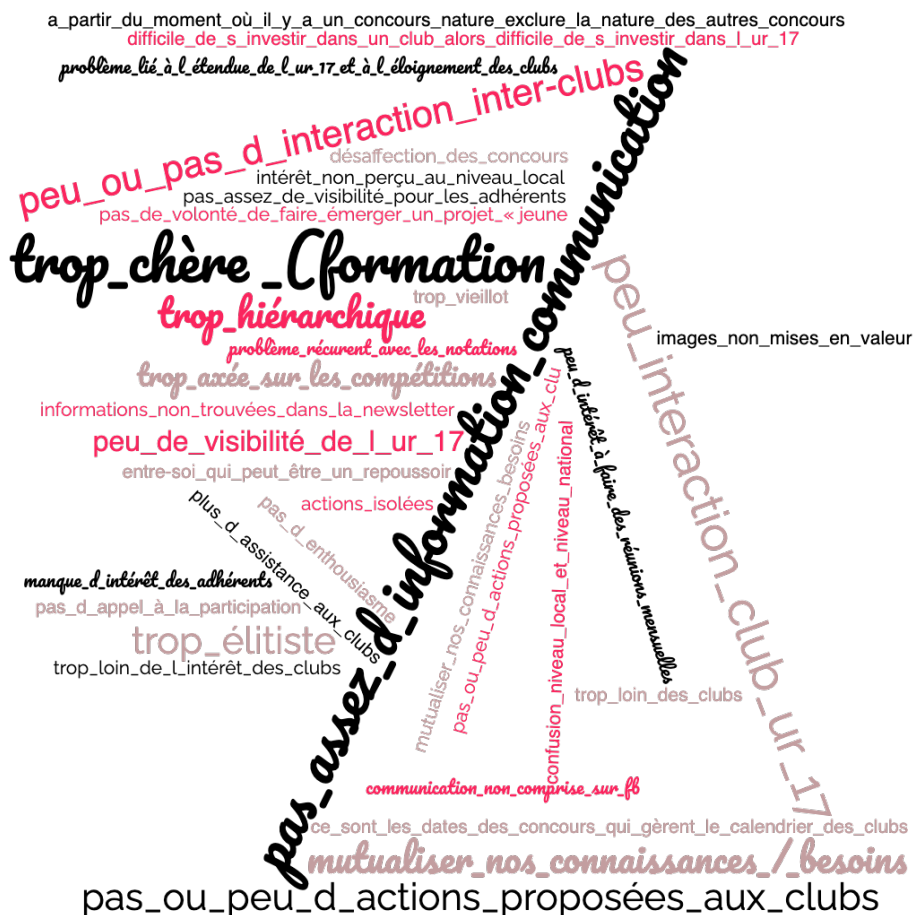 a_partir_du_moment_où_il_y_a_un_concours_nature_exclure_la_nature_des_autres_concours
difficile_de_s_investir_dans_un_club_alors_difficile_de_s_investir_dans_l_ur_17
problème_lié_à_l_étendue_de_l_ur_17_et_à_l_éloignement_des_clubs
peu_ou_pas_d_interaction_inter-clubs
désaffection_des_concours
intérêt_non_perçu_au_niveau_local
pas_assez_de_visibilité_pour_les_adhérents
pas_de_volonté_de_faire_émerger_un_projet_« jeune
trop_chère _(formation
trop_vieillot
trop_hiérarchique
problème_récurent_avec_les_notations
trop_axée_sur_les_compétitions
informations_non_trouvées_dans_la_newsletter
peu_de_visibilité_de_l_ur_17
entre-soi_qui_peut_être_un_repoussoir
actions_isolées
plus_d_assistance_aux_clubs
pas_d_enthousiasme
manque_d_intérêt_des_adhérents
pas_d_appel_à_la_participation
trop_élitiste
trop_loin_de_l_intérêt_des_clubs
pas_assez_d_information_communication
mutualiser_nos_connaissances_besoins
pas_ou_peu_d_actions_proposées_aux_clu
confusion_niveau_local_et_niveau_national
peu_d_intérêt_à_faire_des_réunions_mensuelles
peu_interaction_club_ur_17
images_non_mises_en_valeur
trop_loin_des_clubs
communication_non_comprise_sur_fb
ce_sont_les_dates_des_concours_qui_gèrent_le_calendrier_des_clubs
mutualiser_nos_connaissances_/_besoins
pas_ou_peu_d_actions_proposées_aux_clubs